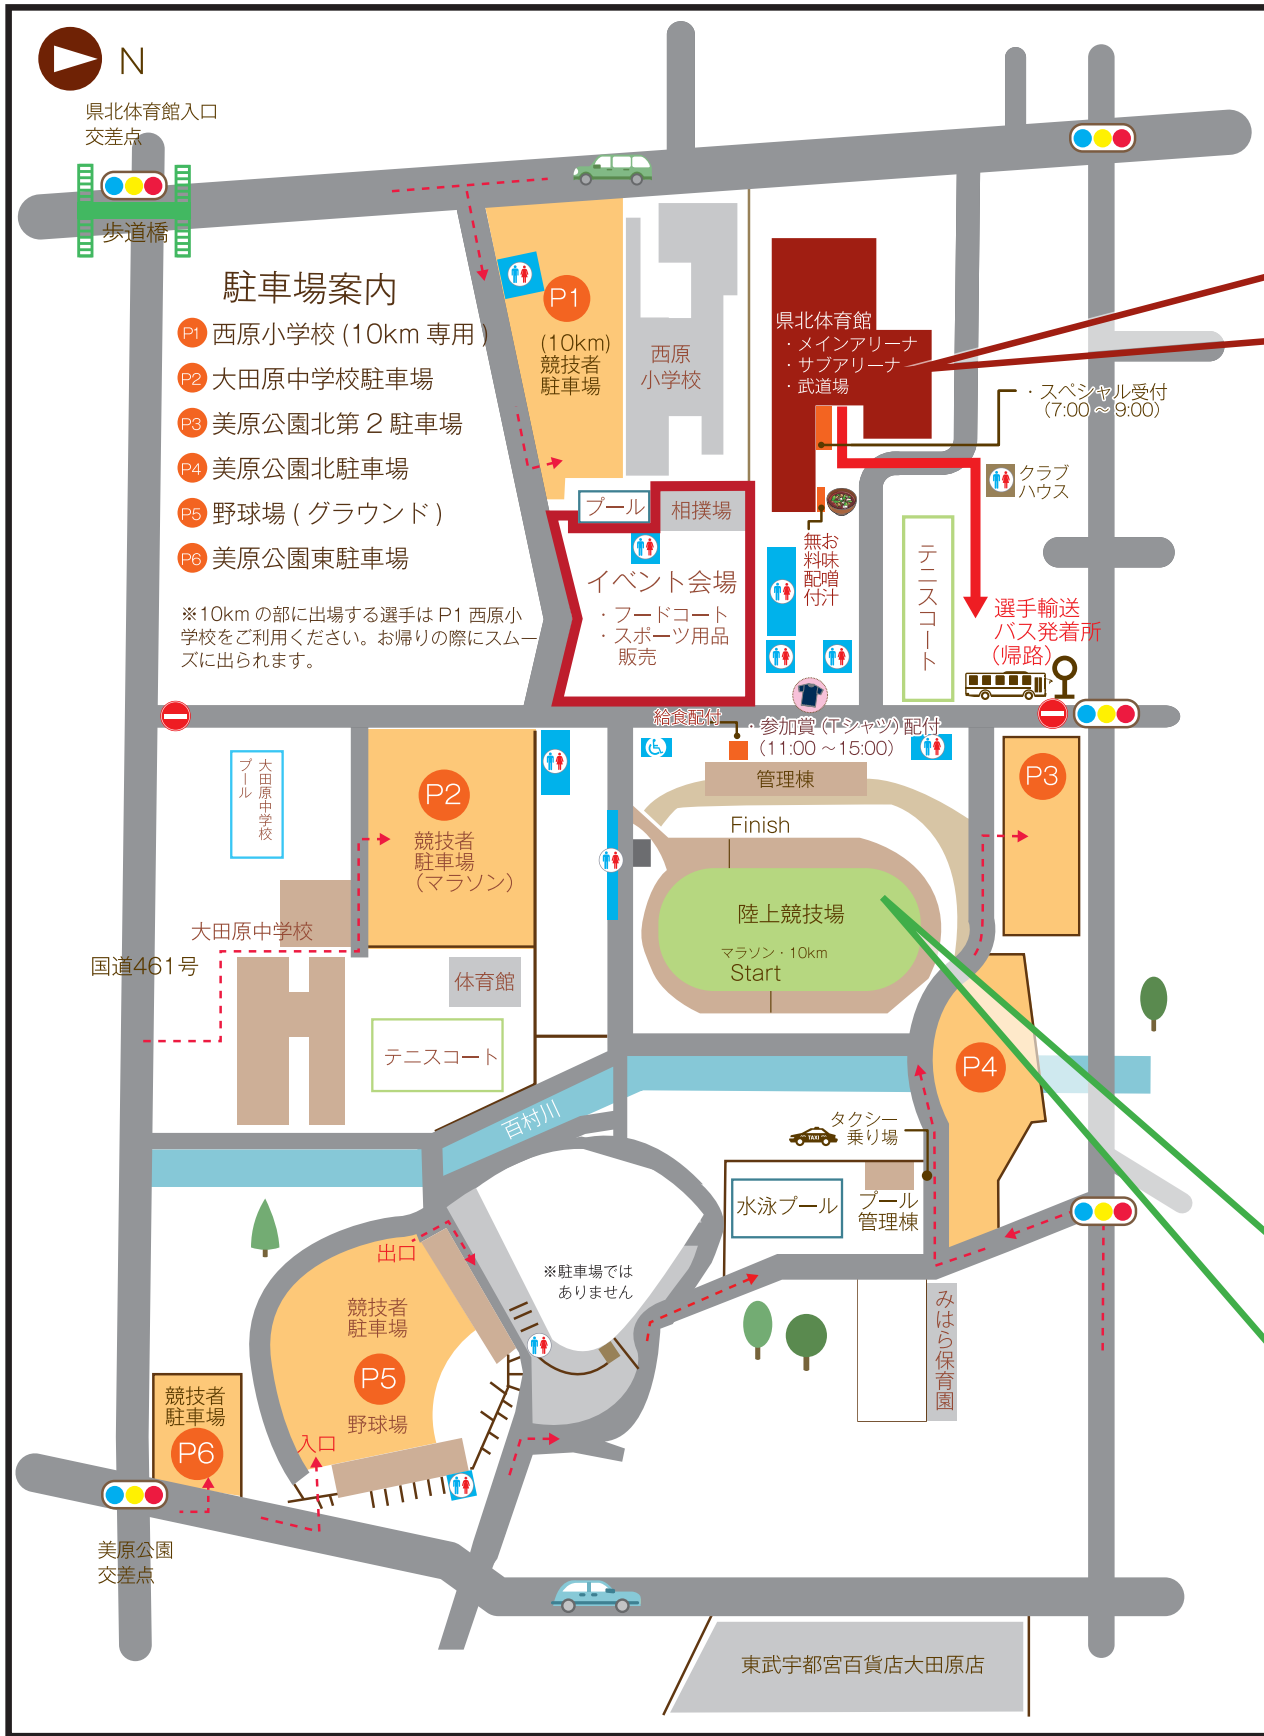 N
県北体育館入口
交差点
歩道橋
駐車場案内
P1 西原小学校 (10km 専用 )
P2 大田原中学校駐車場
P3 美原公園北第 2 駐車場
P4 美原公園北駐車場
P5 野球場 ( グラウンド )
P6 美原公園東駐車場
※10km の部に出場する選手は P1 西原小
学校をご利用ください。お帰りの際にスムー
ズに出られます。
P1
(10km)
競技者
駐車場
西原
小学校
県北体育館
・メインアリーナ
・サブアリーナ
・武道場
・スペシャル受付
(7:00 ~ 9:00)
クラブ
ハウス
プール
相撲場
イベント会場
・フードコート
・スポーツ用品
販売
お味噌汁
無料配付
テニスコート
選手輸送
バス発着所
(帰路)
給食配付
・参加賞 (Tシャツ) 配付
(11:00 ~15:00)
管理棟
大田原中学校
プール
P2
競技者
駐車場
(マラソン)
P3
Finish
陸上競技場
マラソン・10km
Start
大田原中学校
国道461号
体育館
テニスコート
P4
百村川
タクシー
乗り場
TAXI
水泳プール
プール
管理棟
出口
※駐車場では
ありません
競技者
駐車場
P5
野球場
みはら保育園
競技者
駐車場
P6
入口
美原公園
交差点
東武宇都宮百貨店大田原店